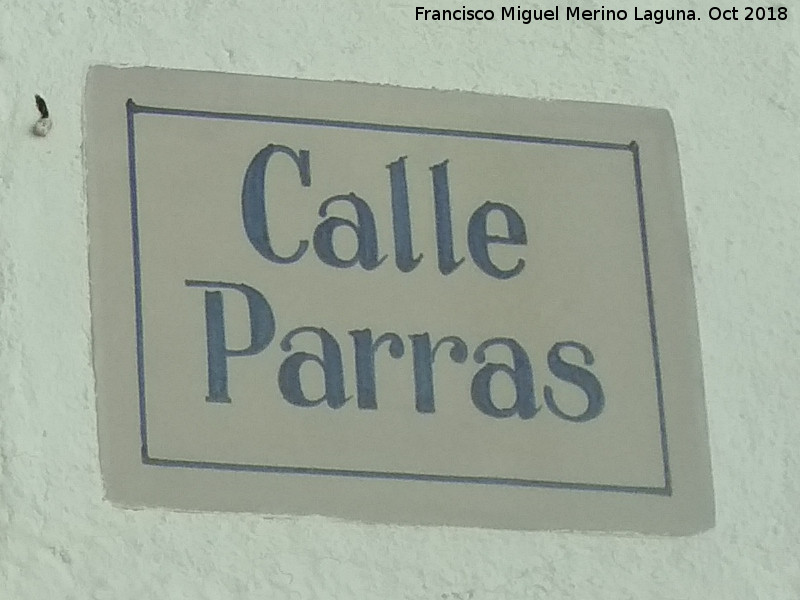 Francisco Miguel Merino Laguna. Oct 2018
Calle
Parras